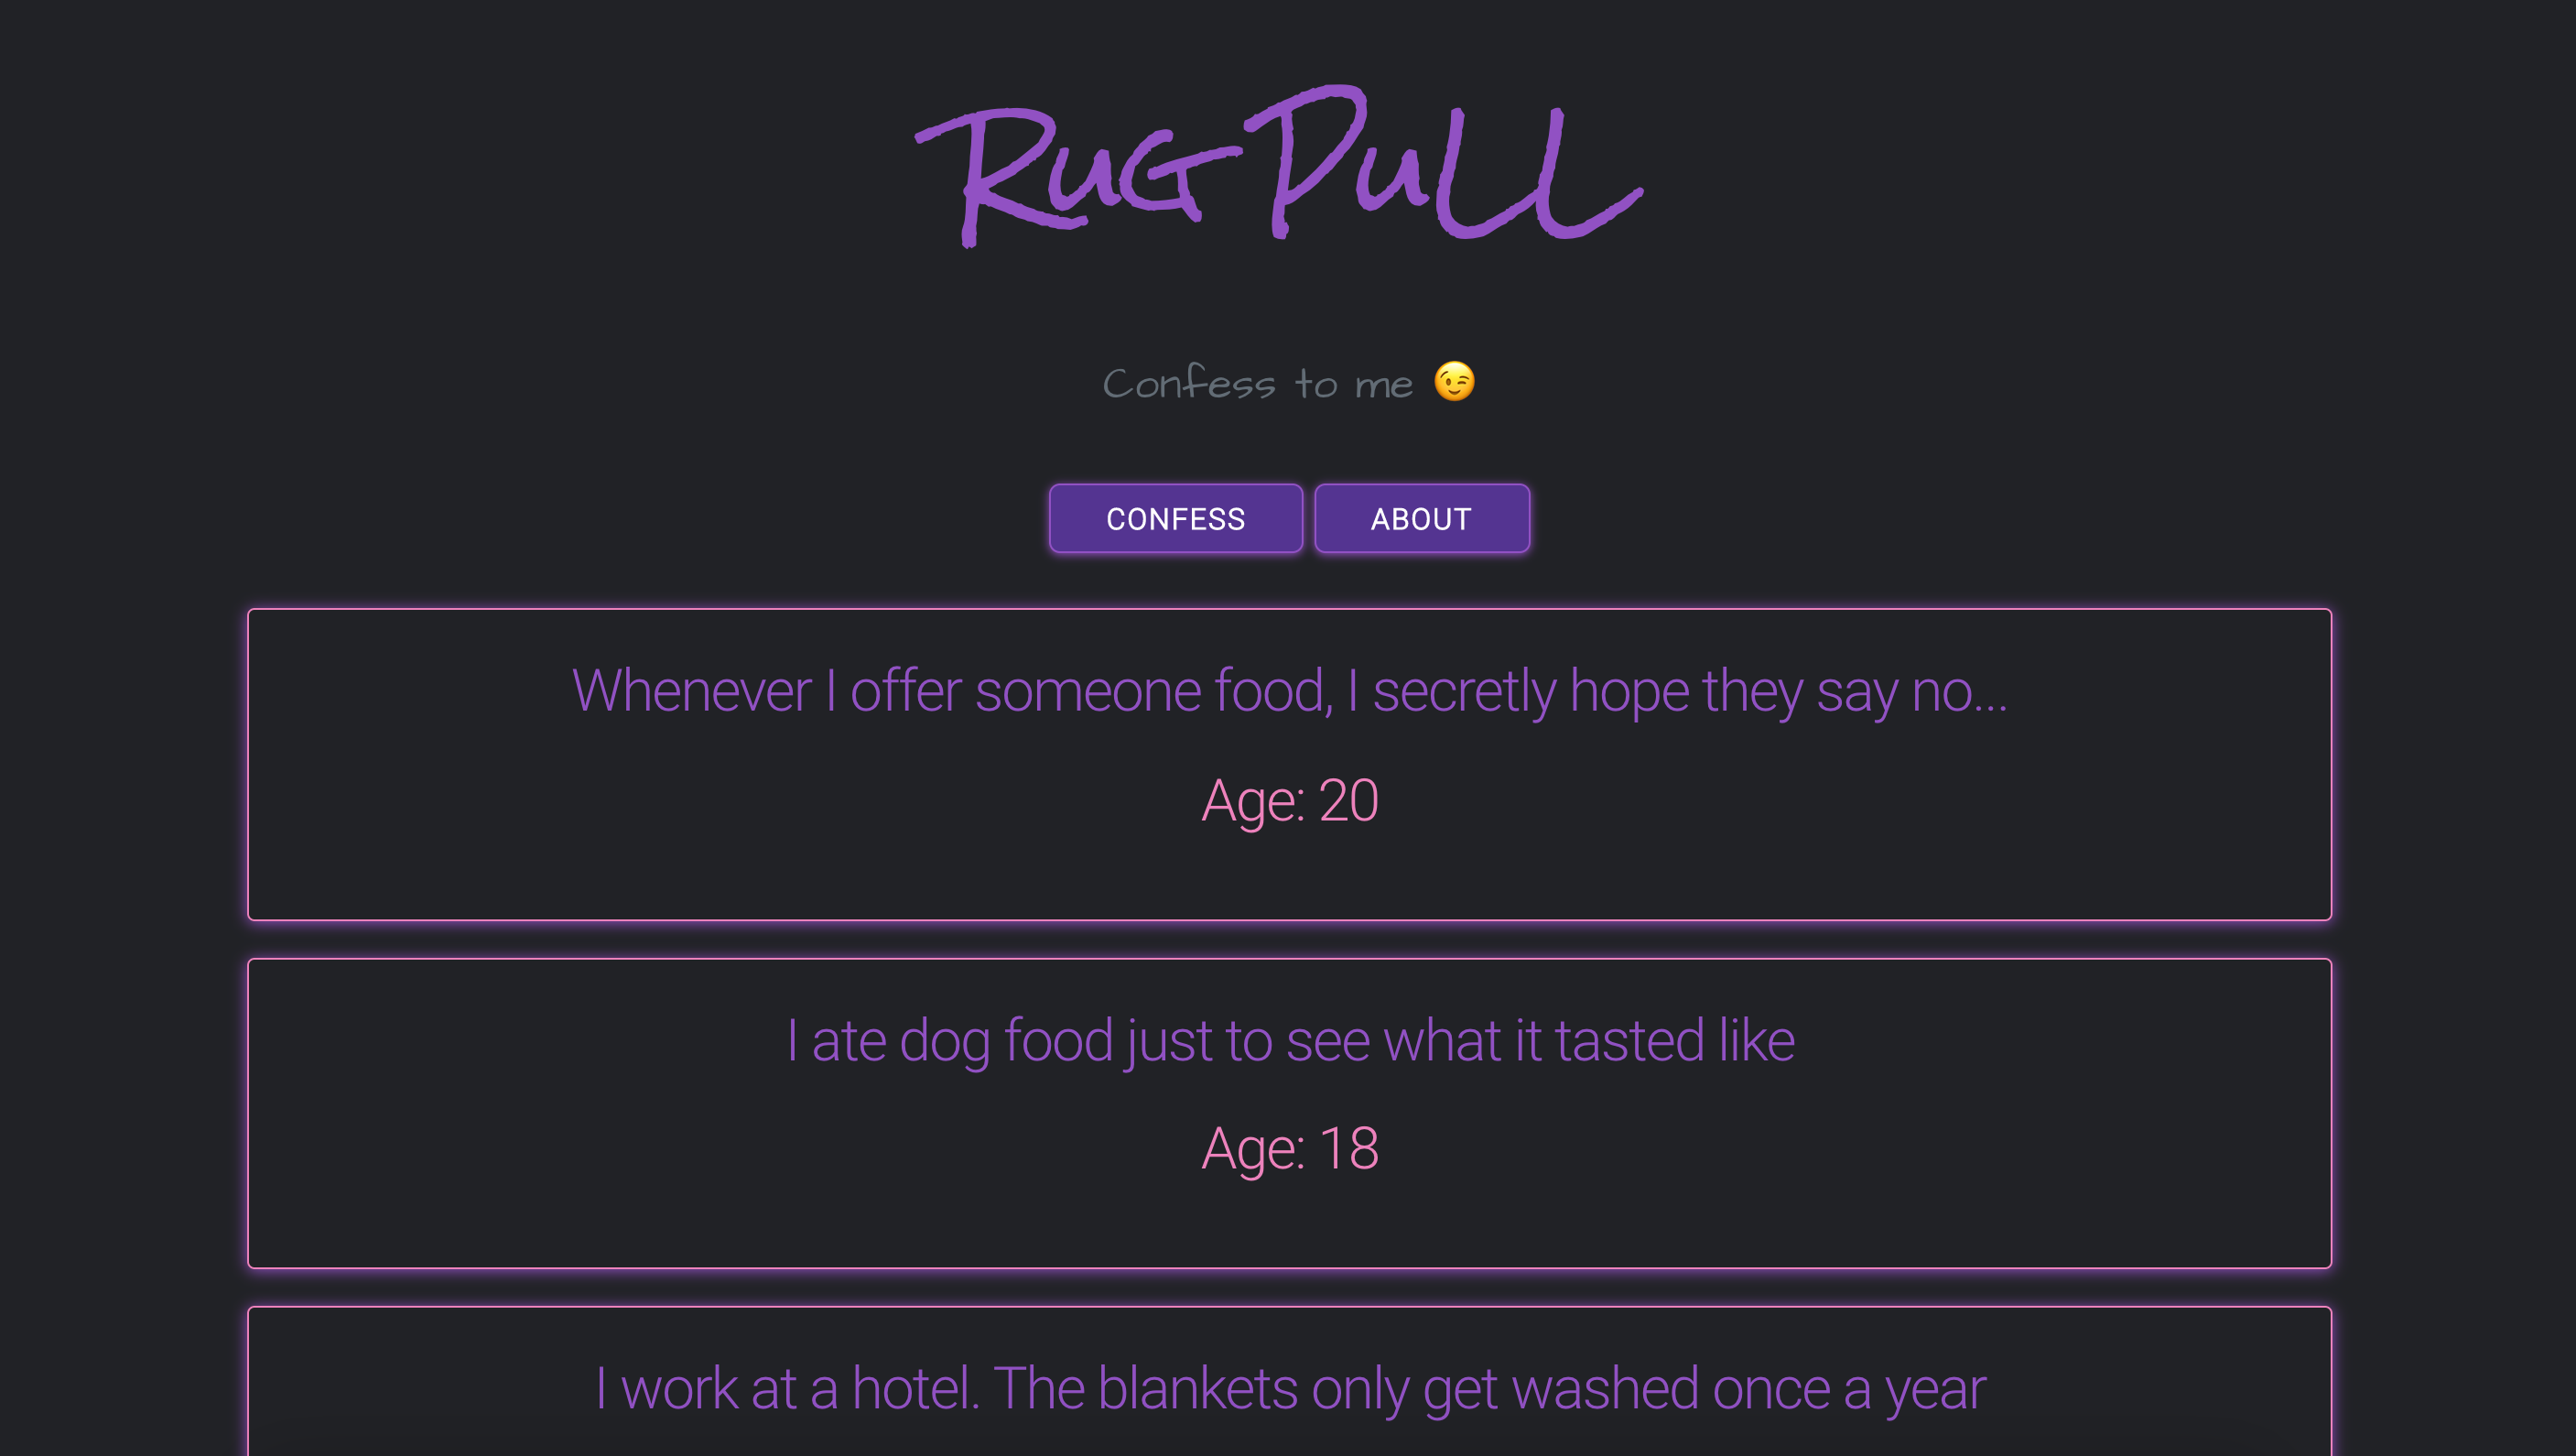 Rug Pull
Confess to me 😉
CONFESS
ABOUT
Whenever I offer someone food, I secretly hope they say no...
Age: 20
I ate dog food just to see what it tasted like
Age: 18
I work at a hotel. The blankets only get washed once a year